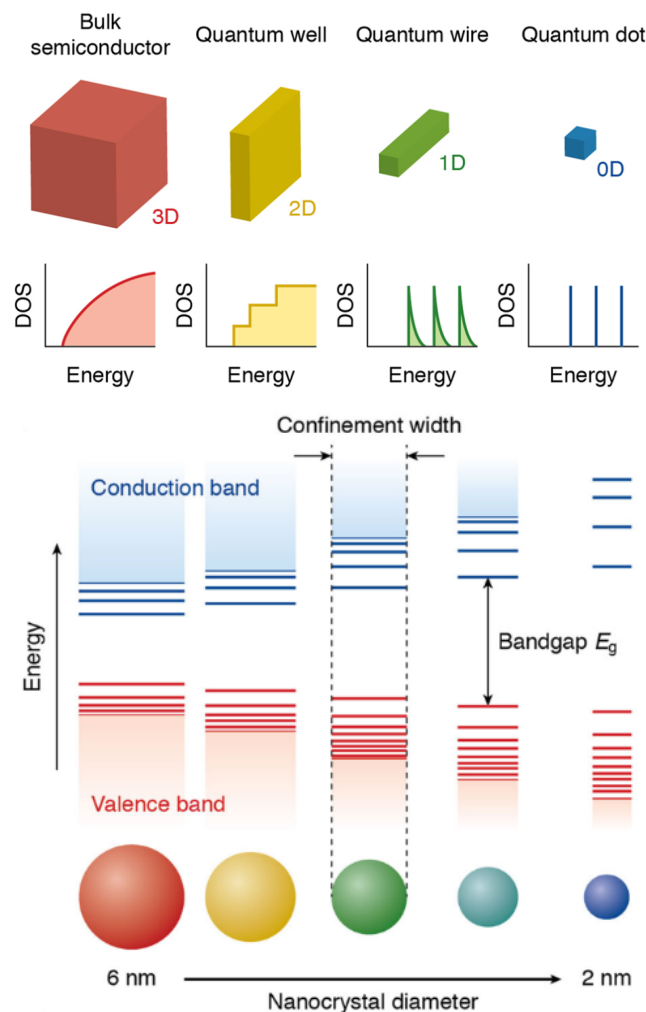 Bulk
semiconductor
Quantum well
Quantum wire
Quantum dot
3D
2D
1D
0D
DOS
Energy
DOS
Energy
DOS
Energy
DOS
Energy
Confinement width
Conduction band
Energy
Bandgap Eg
Valence band
6 nm
2 nm
Nanocrystal diameter